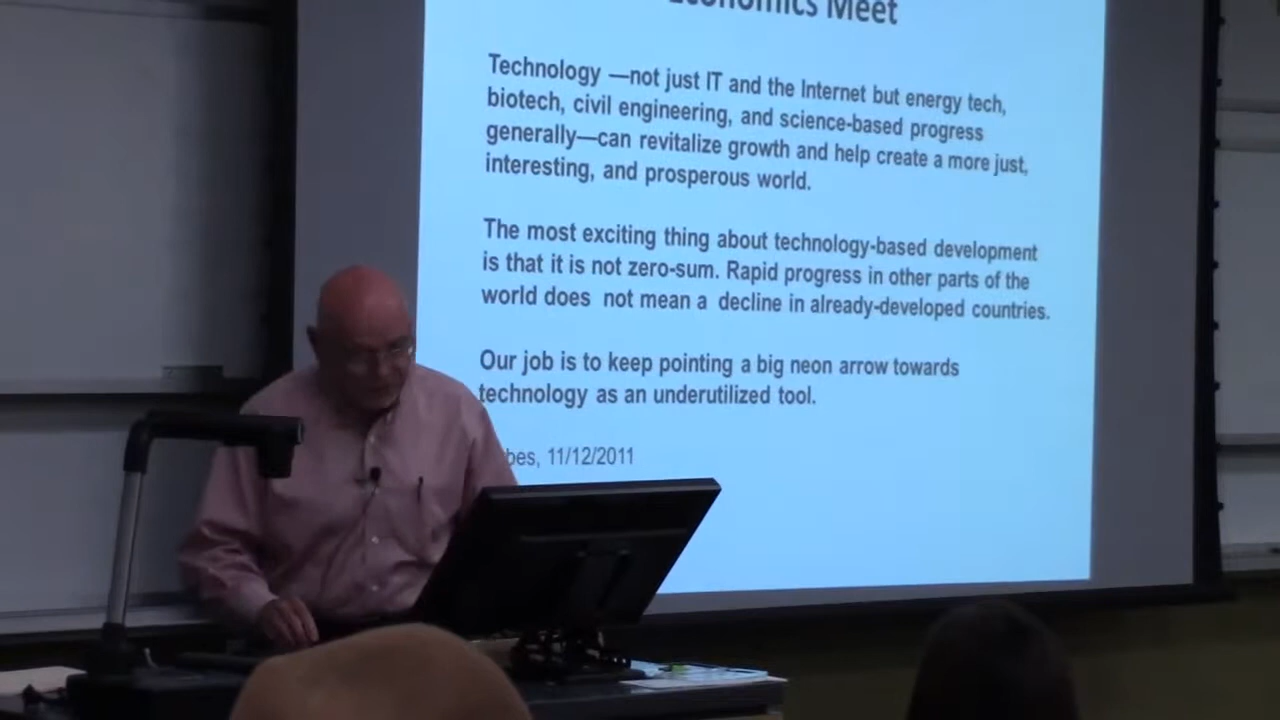 Economics Meet
Technology —not just IT and the Internet but energy tech,
biotech, civil engineering, and science-based progress
generally—can revitalize growth and help create a more just,
interesting, and prosperous world.
The most exciting thing about technology-based development
is that it is not zero-sum. Rapid progress in other parts of the
world does not mean a decline in already-developed countries.
Our job is to keep pointing a big neon arrow towards
technology as an underutilized tool.
bes, 11/12/2011